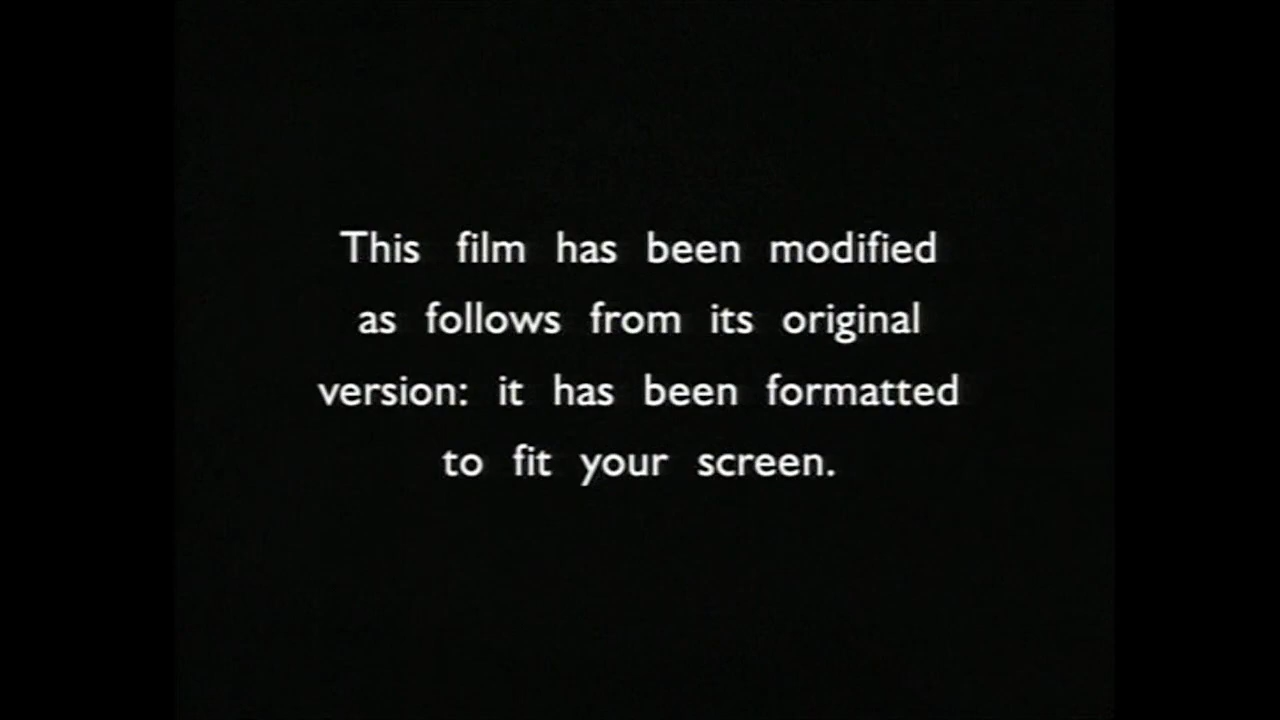 This film has been modified
as follows from its original
version: it has been formatted
to fit your screen.